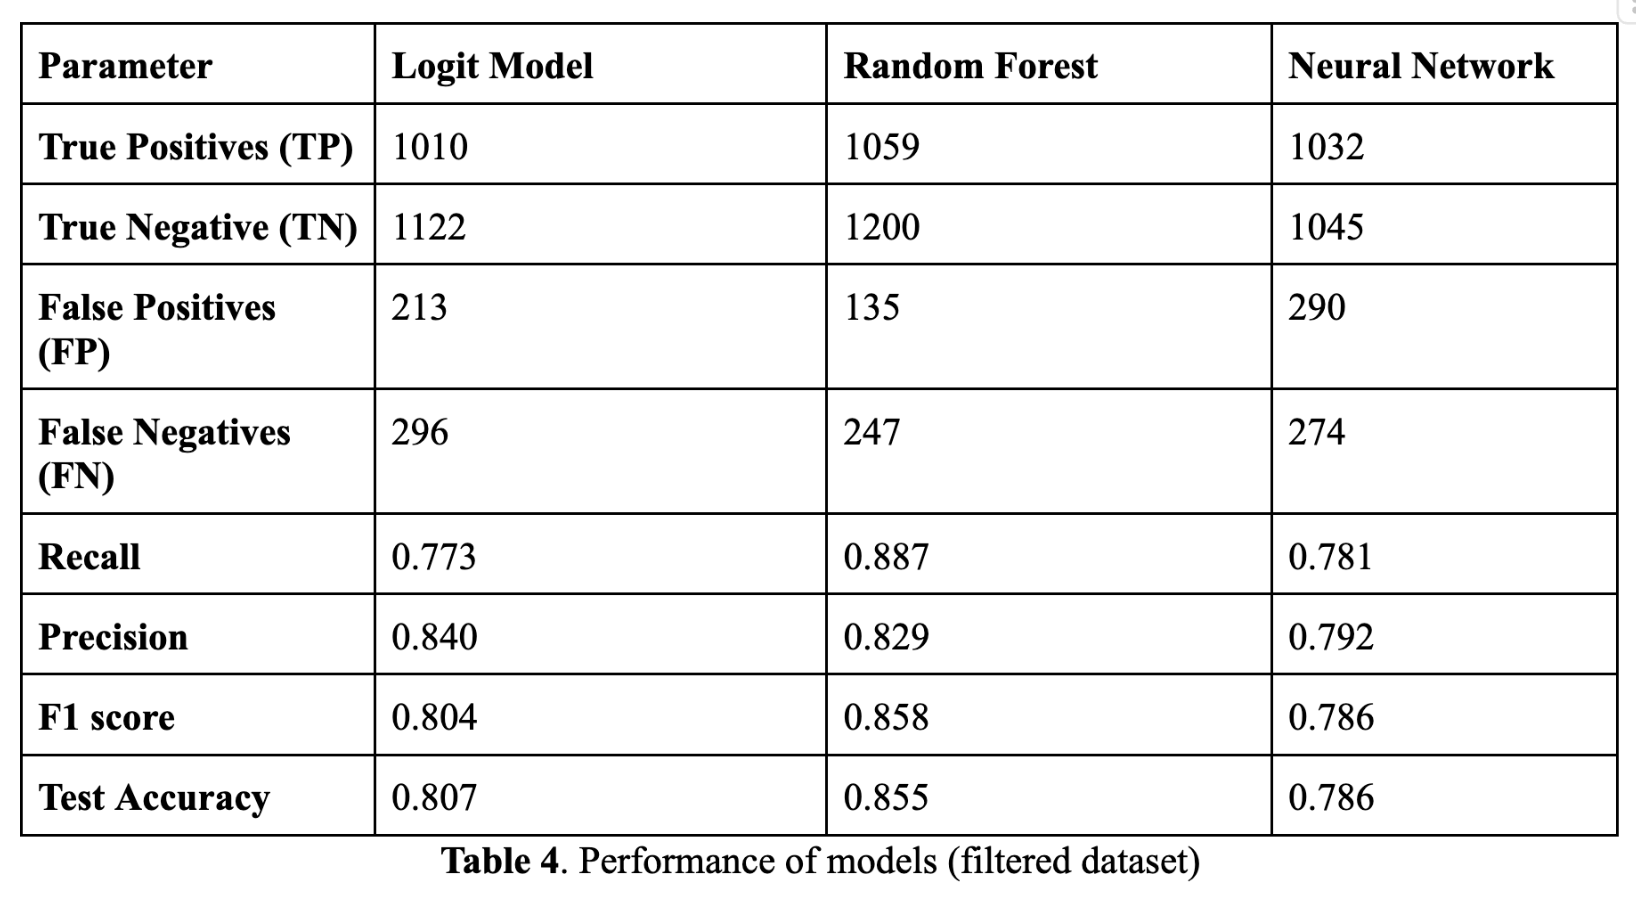 Parameter Logit Model Random Forest Neural Network
True Positives (TP) 1010 1059 1032
True Negative (TN) 1122 1200 1045
False Positives 213 135 290
(FP)
False Negatives 296 247 274
(FN)
Recall 0.773 0.887 0.781
Precision 0.840 0.829 0.792
F1 score 0.804 0.858 0.786
Test Accuracy 0.807 0.855 0.786
Table 4. Performance of models (filtered dataset)